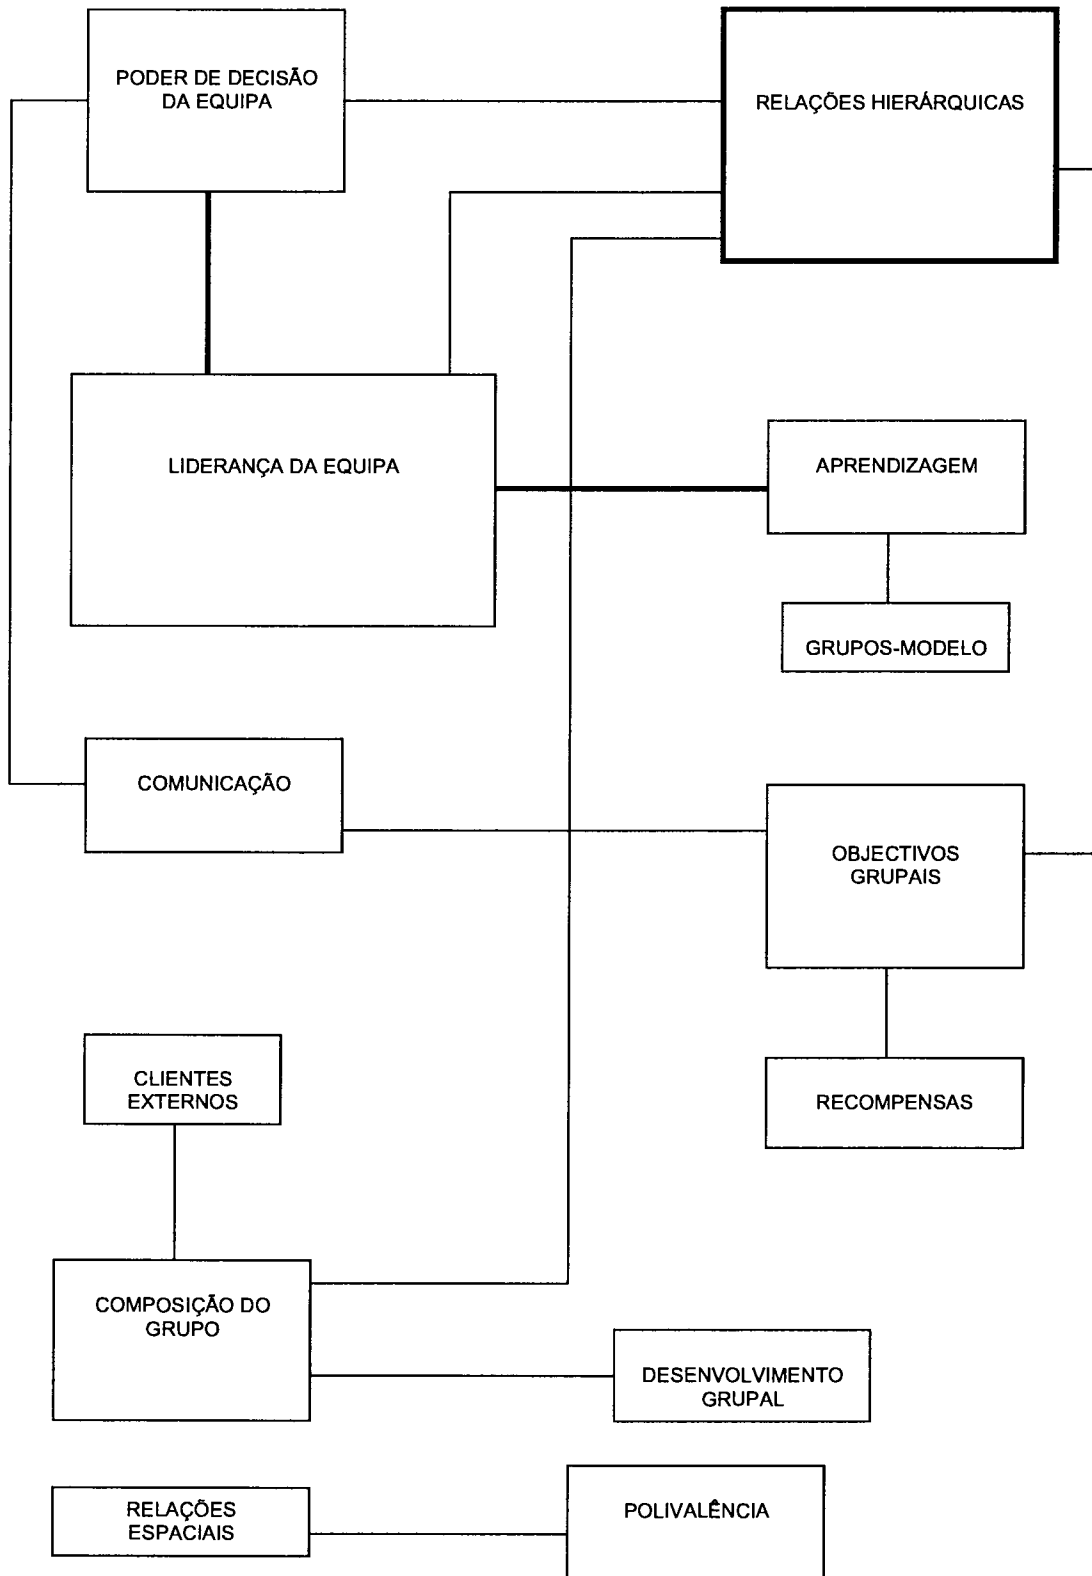 PODER DE DECISÃO
DA EQUIPA
RELAÇÕES HIERÁRQUICAS
LIDERANÇA DA EQUIPA
APRENDIZAGEM
GRUPOS-MODELO
COMUNICAÇÃO
OBJECTIVOS
GRUPAIS
CLIENTES
EXTERNOS
RECOMPENSAS
COMPOSIÇÃO DO
GRUPO
DESENVOLVIMENTO
GRUPAL
RELAÇÕES
ESPACIAIS
POLIVALÊNCIA